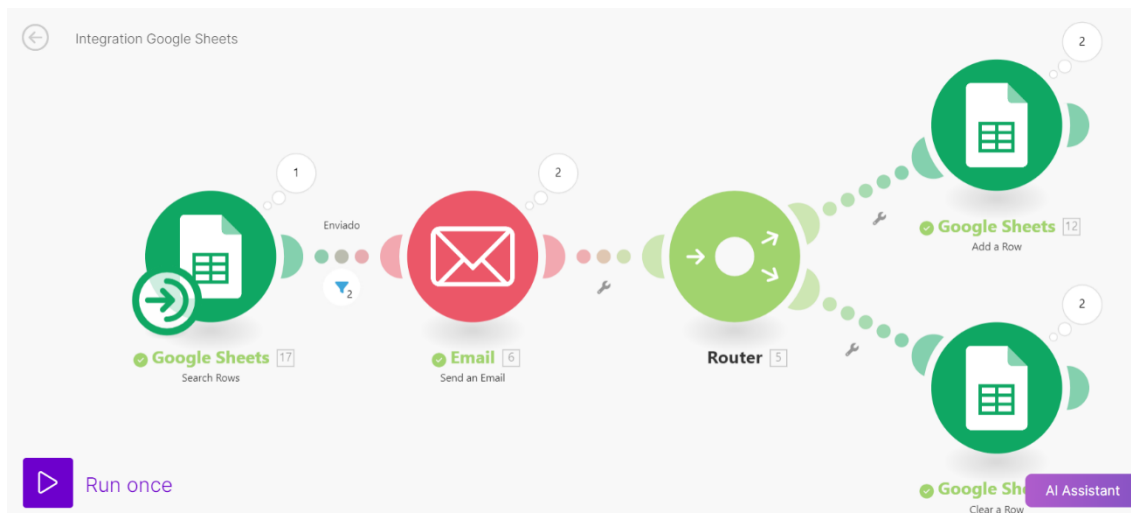 Integration Google Sheets
2
1
2
Enviado
2
Google Sheets 12
Add a Row
Google Sheets 17
Search Rows
Email 6
Send an Email
Router 5
2
Google Sh
Clear a Row
Run once
AI Assistant